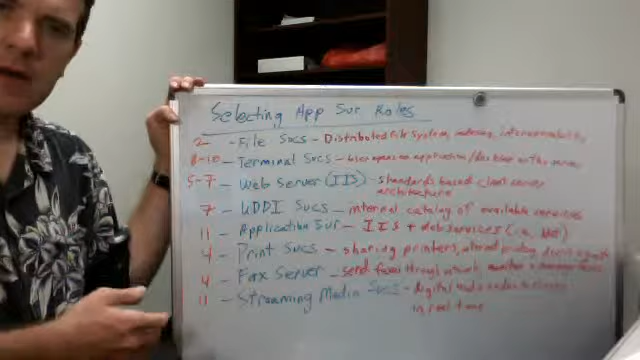 Selecting App Svr Roles
2 - File Svcs - Distributed File System, indexing, interoperability
8-10 - Terminal Svcs - user opens an application/desktop on the server
5-7 - Web Server (IIS) - standards based client server
architecture
7 - UDDI Svcs - internal catalog of available services
11 - Application Svr - IIS + Web Services (i.e. .Net)
4 - Print Svcs - sharing printers,
4 - Fax Server - send faxes through network
11 - Streaming Media Svcs - digital media
in real time